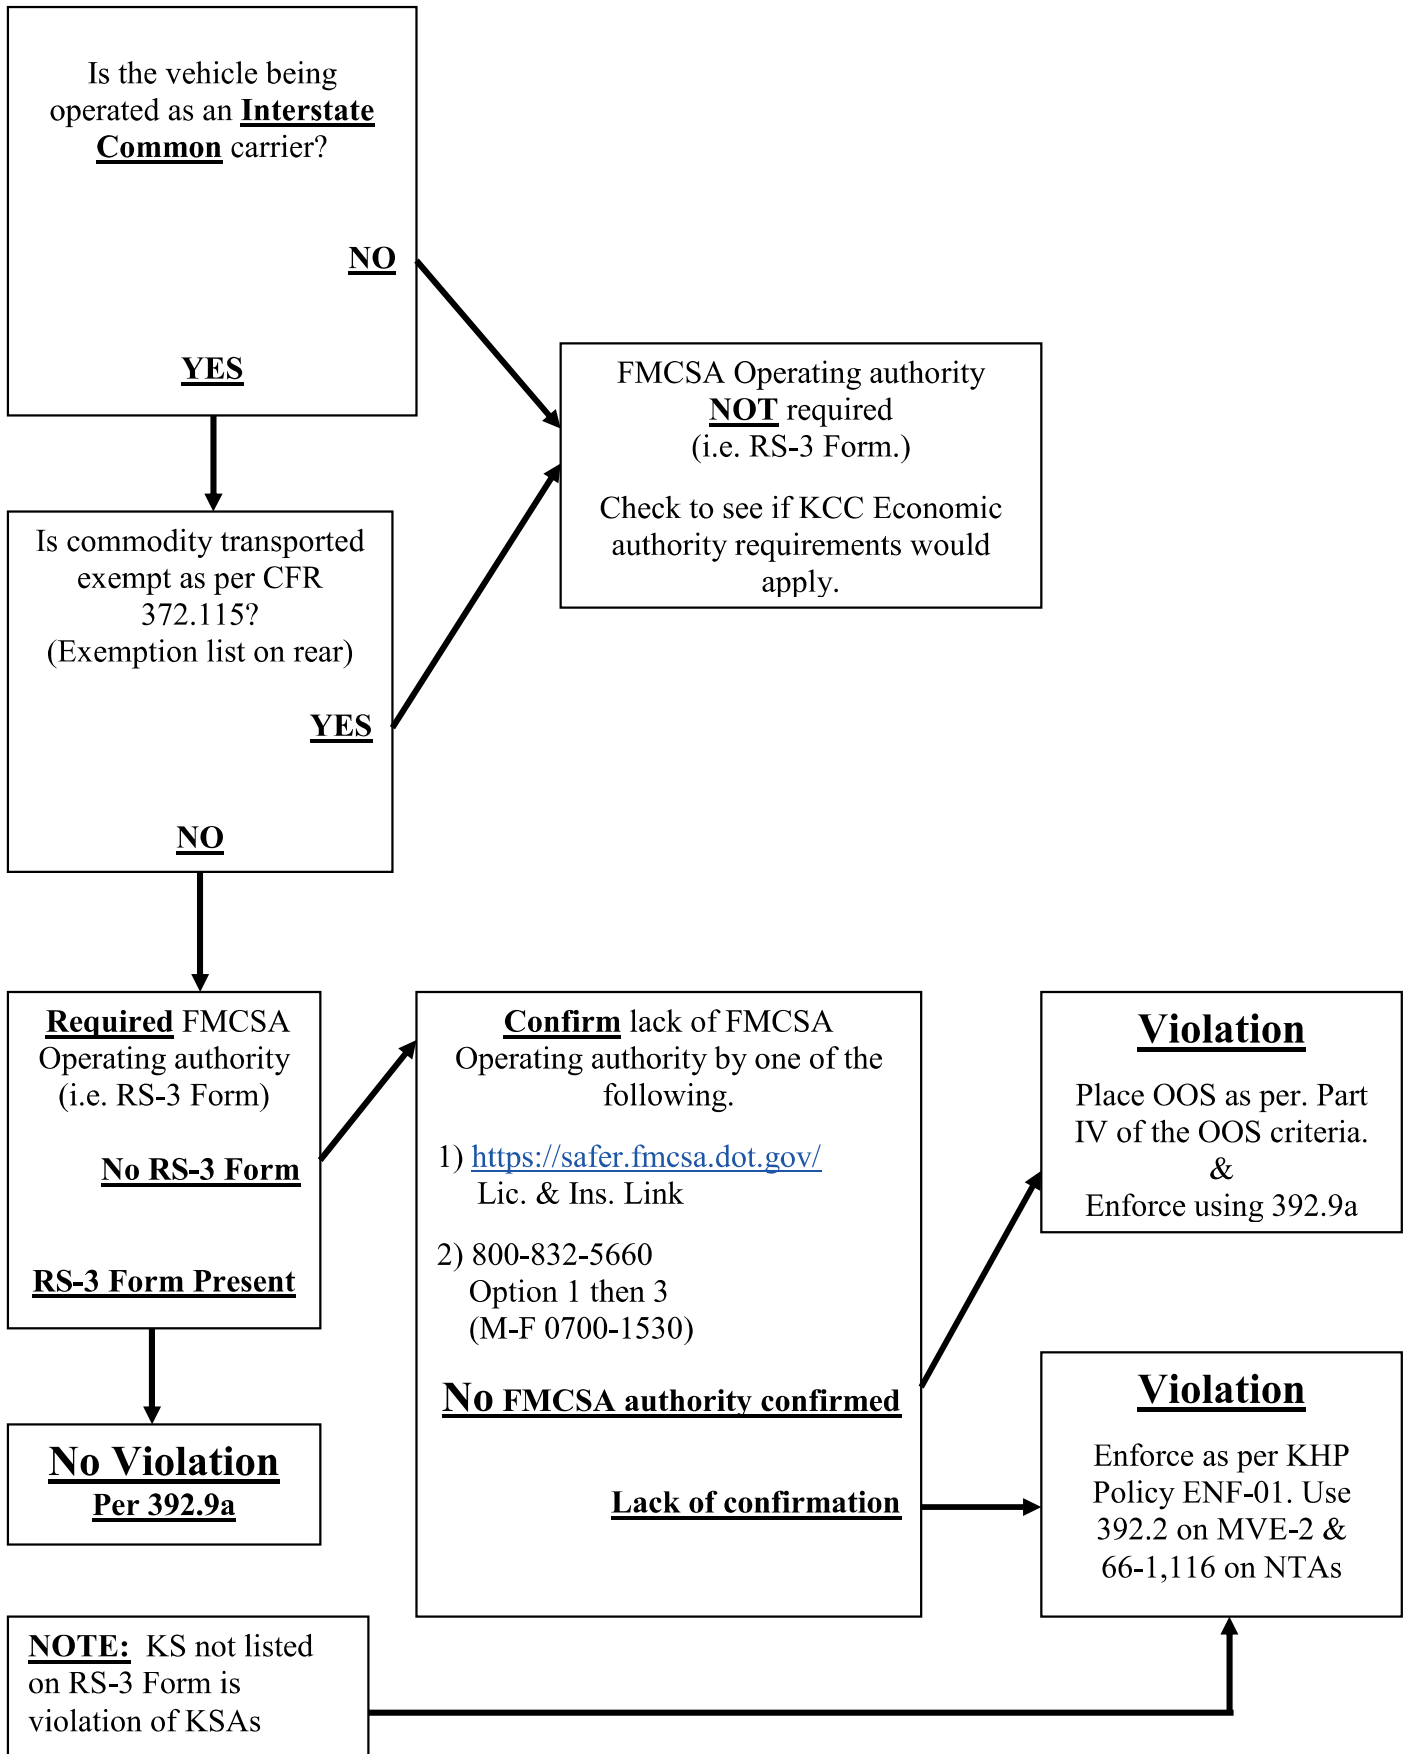 Is the vehicle being
operated as an Interstate
Common carrier?
NO
YES
FMCSA Operating authority
NOT required
(i.e. RS-3 Form.)
Check to see if KCC Economic
authority requirements would
apply.
Is commodity transported
exempt as per CFR
372.115?
(Exemption list on rear)
YES
NO
Required FMCSA
Operating authority
(i.e. RS-3 Form)
No RS-3 Form
RS-3 Form Present
Confirm lack of FMCSA
Operating authority by one of the
following.
1) https://safer.fmcsa.dot.gov/
Lic. & Ins. Link
2) 800-832-5660
Option 1 then 3
(M-F 0700-1530)
No FMCSA authority confirmed
Lack of confirmation
Violation
Place OOS as per. Part
IV of the OOS criteria.
&
Enforce using 392.9a
Violation
Enforce as per KHP
Policy ENF-01. Use
392.2 on MVE-2 &
66-1,116 on NTAs
No Violation
Per 392.9a
NOTE: KS not listed
on RS-3 Form is
violation of KSAs